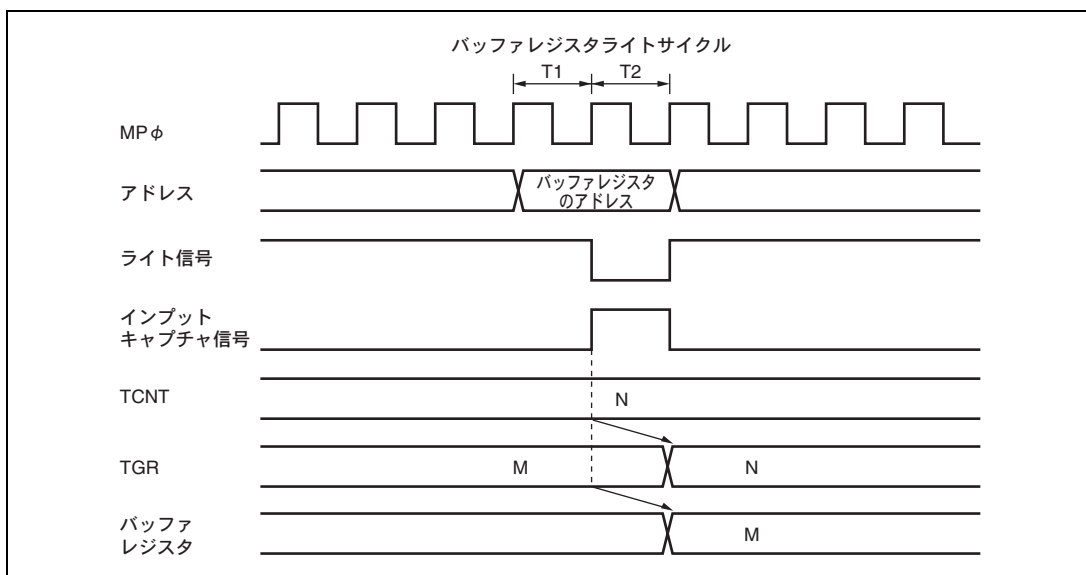 バッファレジスタライトサイクル
T1
T2
MPφ
アドレス
バッファレジスタ
のアドレス
ライト信号
インプット
キャプチャ信号
TCNT
N
TGR
M
N
バッファ
レジスタ
M